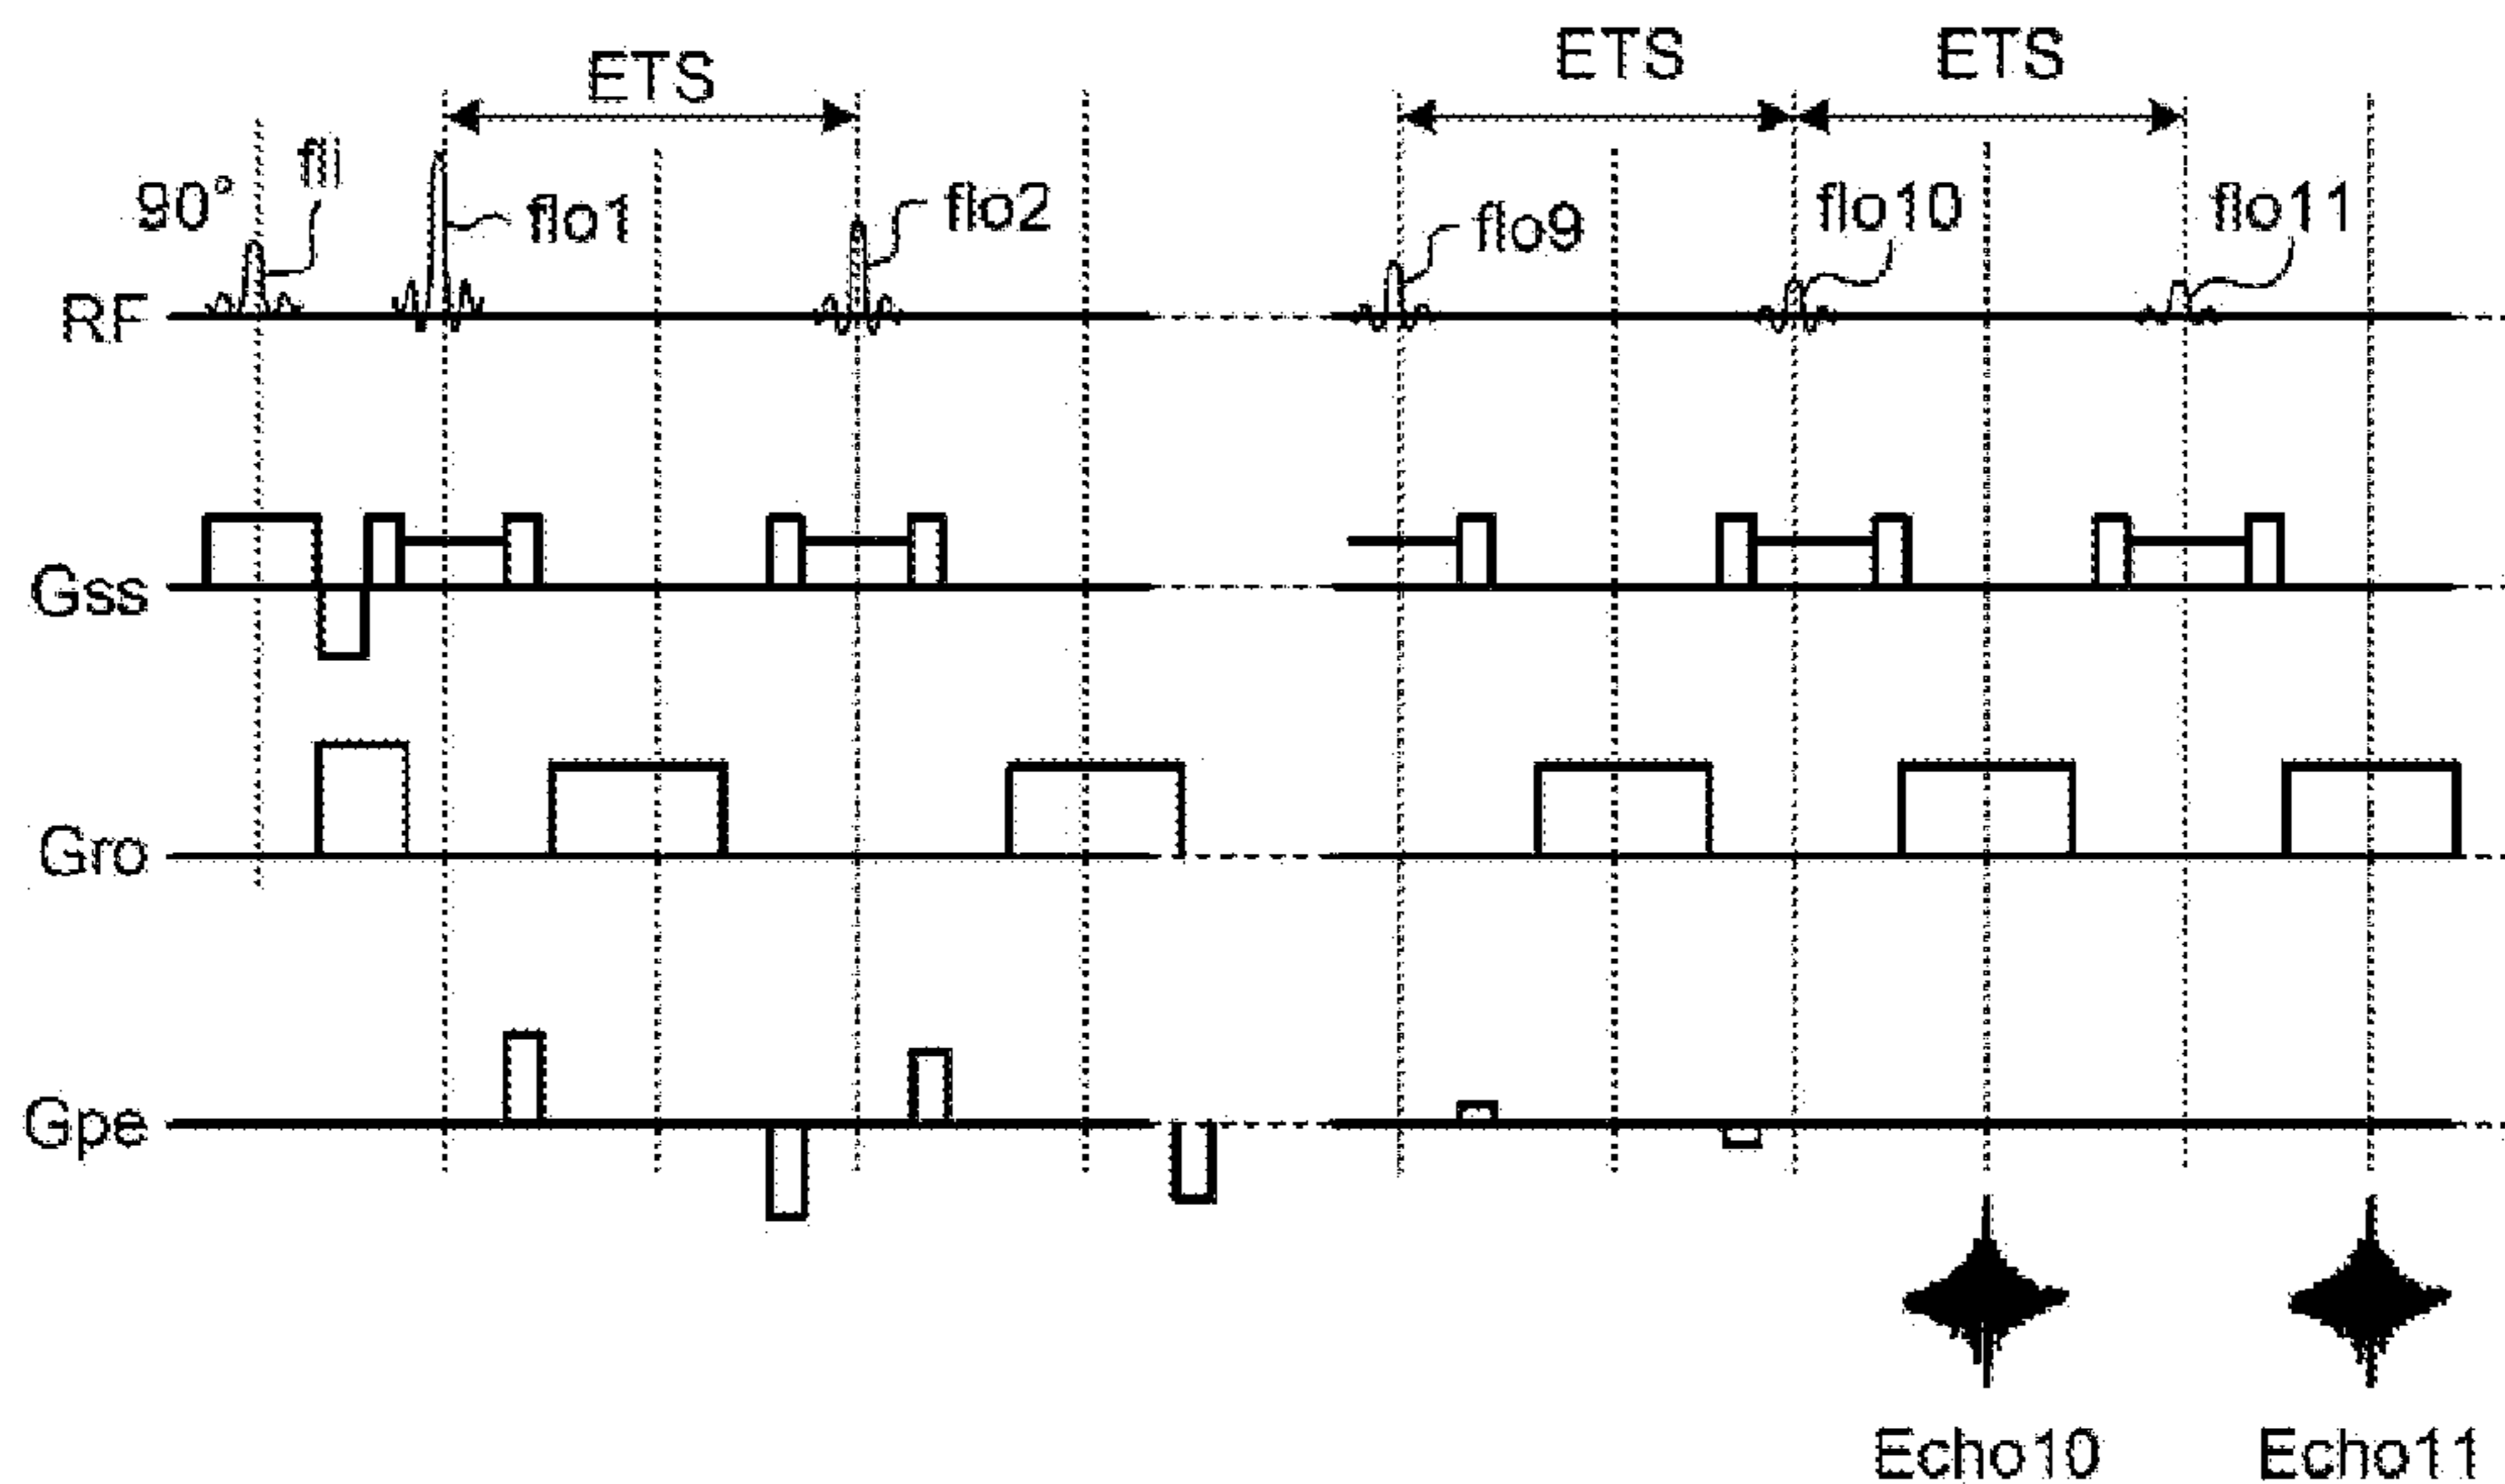 ETS
ETS
ETS
90°
fli
flo1
flo2
flo9
flo10
flo11
RF
Gss
Gro
Gpe
Echo10
Echo11